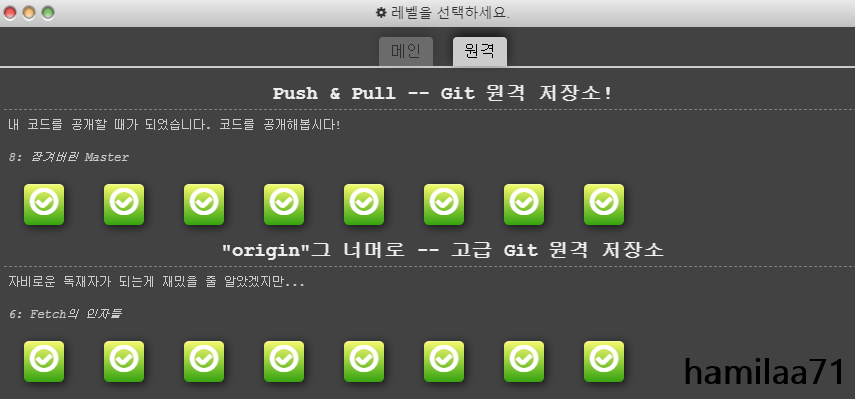 레벨을 선택하세요.
메인
원격
Push & Pull -- Git 원격 저장소!
내 코드를 공개할 때가 되었습니다. 코드를 공개해봅시다!
8: 잠겨버린 Master
"origin"그 너머로 -- 고급 Git 원격 저장소
자비로운 독재자가 되는게 재밌을 줄 알았겠지만...
6: Fetch의 인자들
hamilaa71